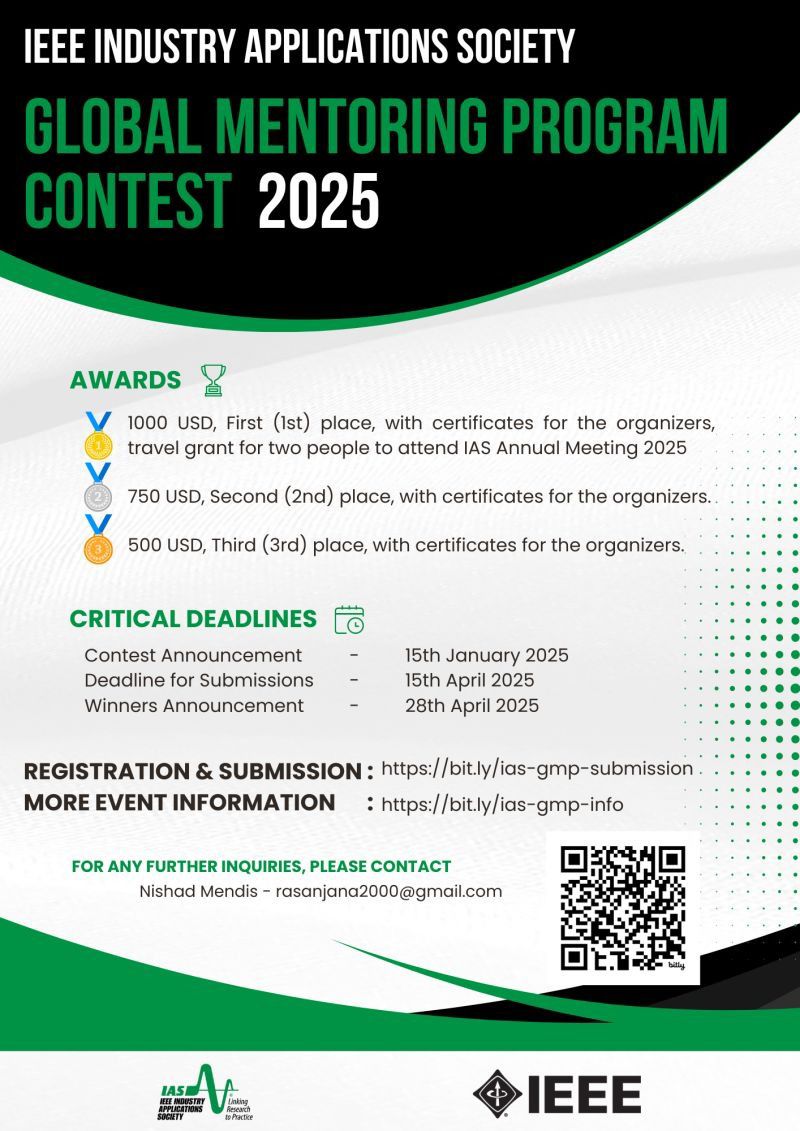 IEEE INDUSTRY APPLICATIONS SOCIETY
GLOBAL MENTORING PROGRAM
CONTEST 2025
AWARDS
1
1000 USD, First (1st) place, with certificates for the organizers,
travel grant for two people to attend IAS Annual Meeting 2025
2
750 USD, Second (2nd) place, with certificates for the organizers.
3
500 USD, Third (3rd) place, with certificates for the organizers.
CRITICAL DEADLINES
Contest Announcement - 15th January 2025
Deadline for Submissions - 15th April 2025
Winners Announcement - 28th April 2025
REGISTRATION & SUBMISSION : https://bit.ly/ias-gmp-submission
MORE EVENT INFORMATION : https://bit.ly/ias-gmp-info
FOR ANY FURTHER INQUIRIES, PLEASE CONTACT
Nishad Mendis - rasanjana2000@gmail.com
bitly
IAS
IEEE INDUSTRY
APPLICATIONS
SOCIETY
®
Linking
Research
to Practice
IEEE